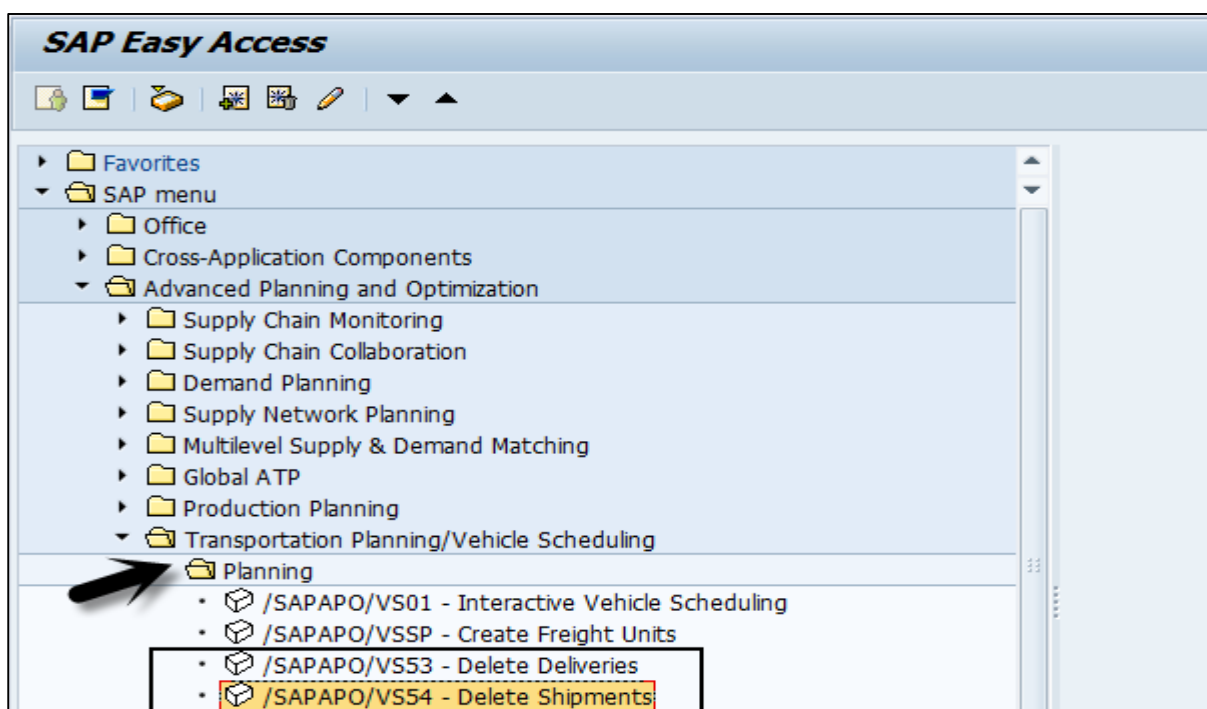 SAP Easy Access
Favorites
SAP menu
Office
Cross-Application Components
Advanced Planning and Optimization
Supply Chain Monitoring
Supply Chain Collaboration
Demand Planning
Supply Network Planning
Multilevel Supply & Demand Matching
Global ATP
Production Planning
Transportation Planning/Vehicle Scheduling
Planning
/SAPAPO/VS01 - Interactive Vehicle Scheduling
/SAPAPO/VSSP - Create Freight Units
/SAPAPO/VS53 - Delete Deliveries
/SAPAPO/VS54 - Delete Shipments